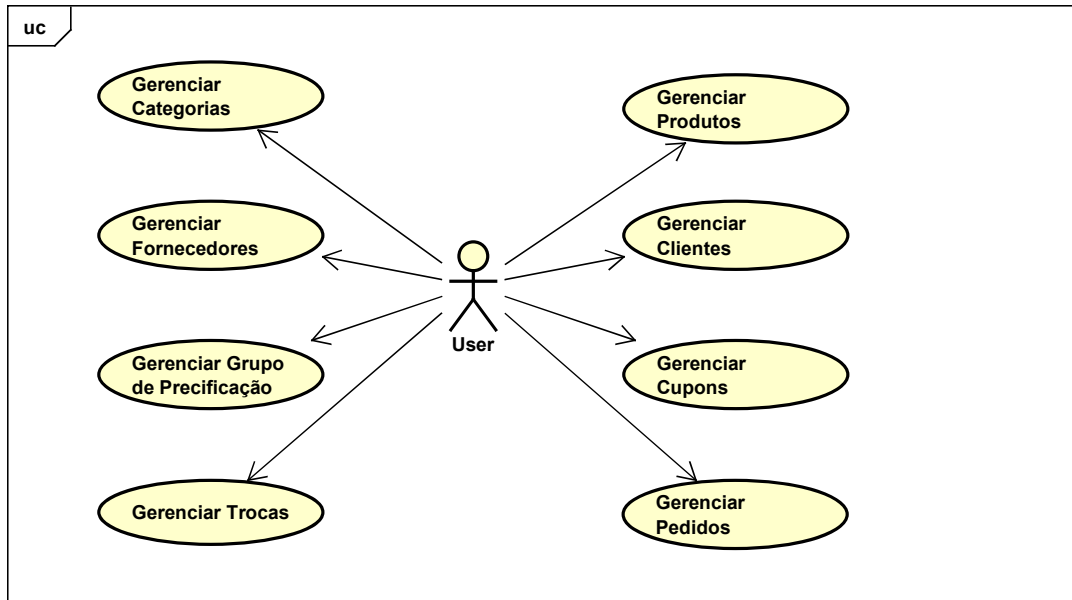 uc
Gerenciar
Categorias
Gerenciar
Produtos
Gerenciar
Fornecedores
Gerenciar
Clientes
User
Gerenciar Grupo
de Precificação
Gerenciar
Cupons
Gerenciar Trocas
Gerenciar
Pedidos